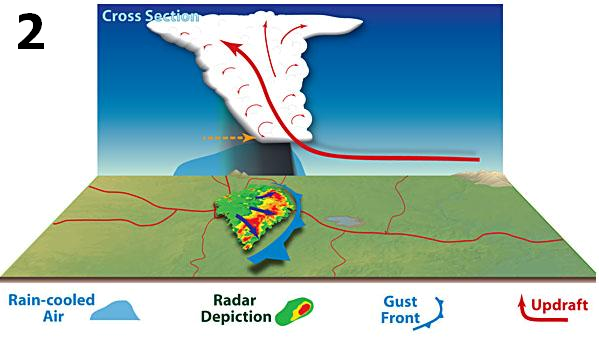 2
Cross Section
Rain-cooled
Air
Radar
Depiction
Gust
Front
Updraft